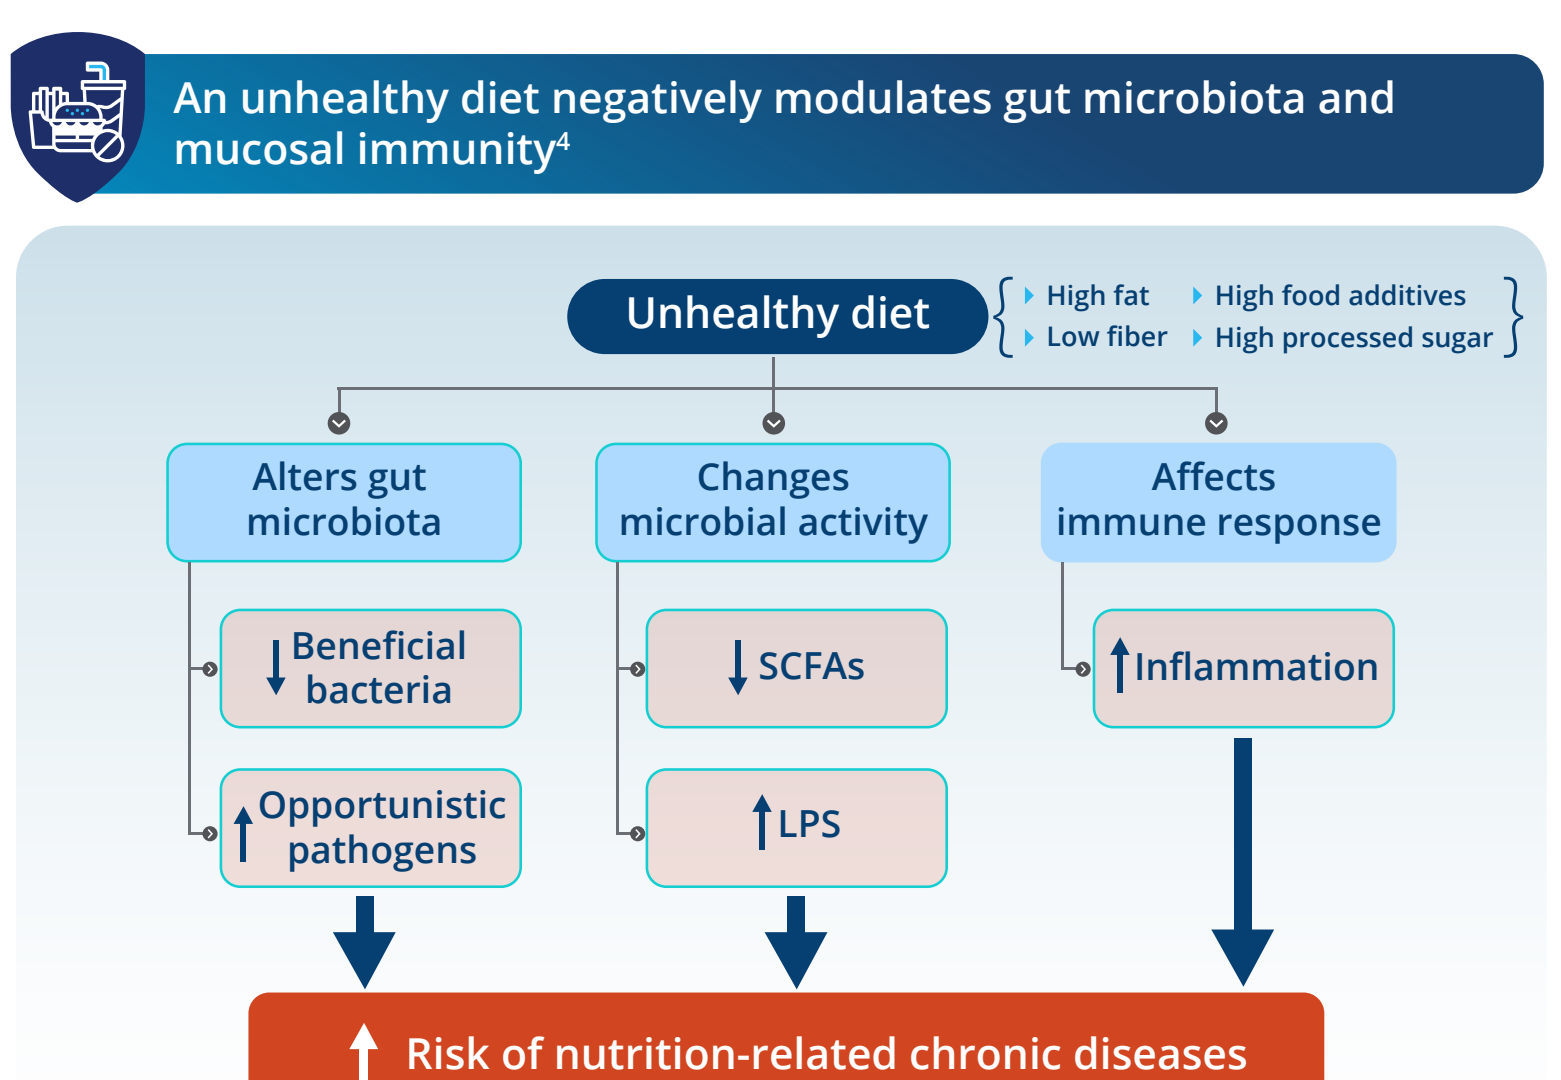 An unhealthy diet negatively modulates gut microbiota and
mucosal immunity⁴
Unhealthy diet
High fat
High food additives
Low fiber
High processed sugar
Alters gut
microbiota
Changes
microbial activity
Affects
immune response
Beneficial
bacteria
SCFAs
Inflammation
Opportunistic
pathogens
LPS
Risk of nutrition-related chronic diseases